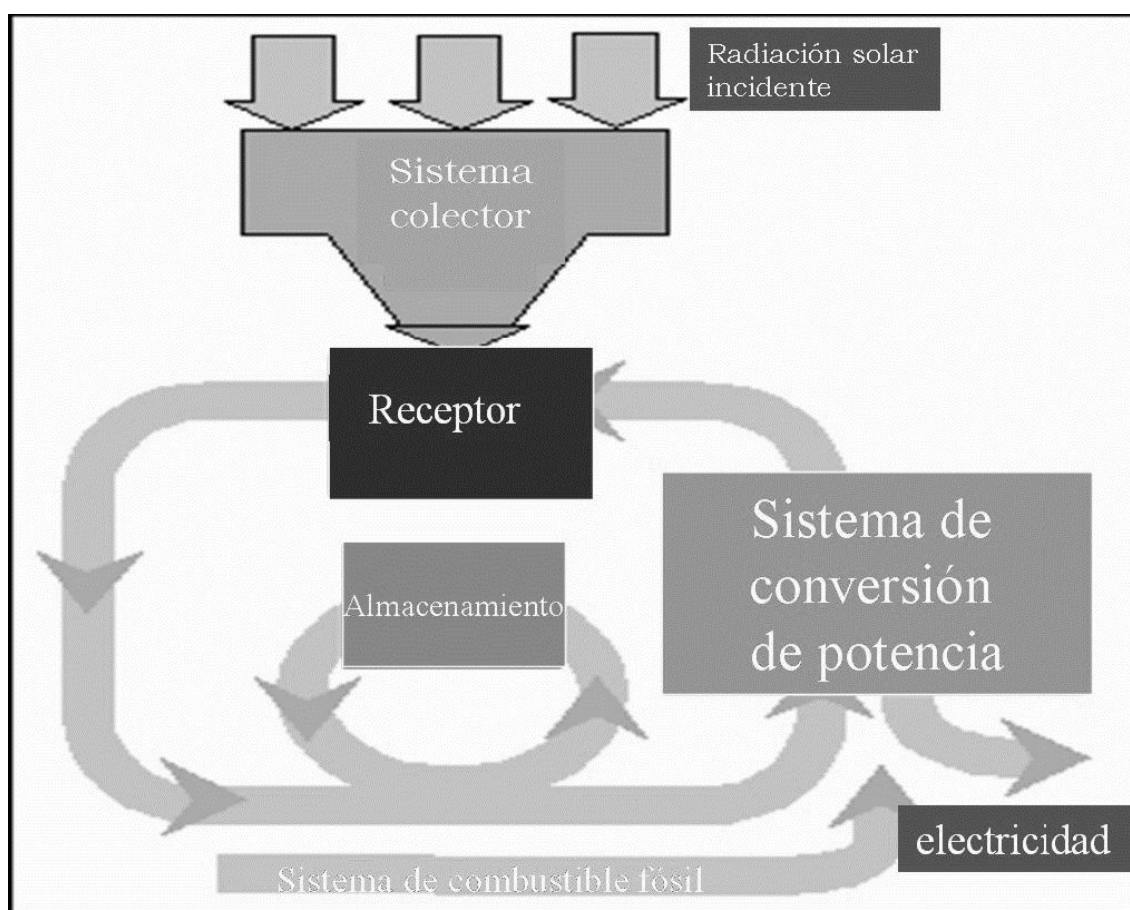 Radiación solar
incidente
Sistema
colector
Receptor
Almacenamiento
Sistema de
conversión
de potencia
electricidad
Sistema de combustible fósil